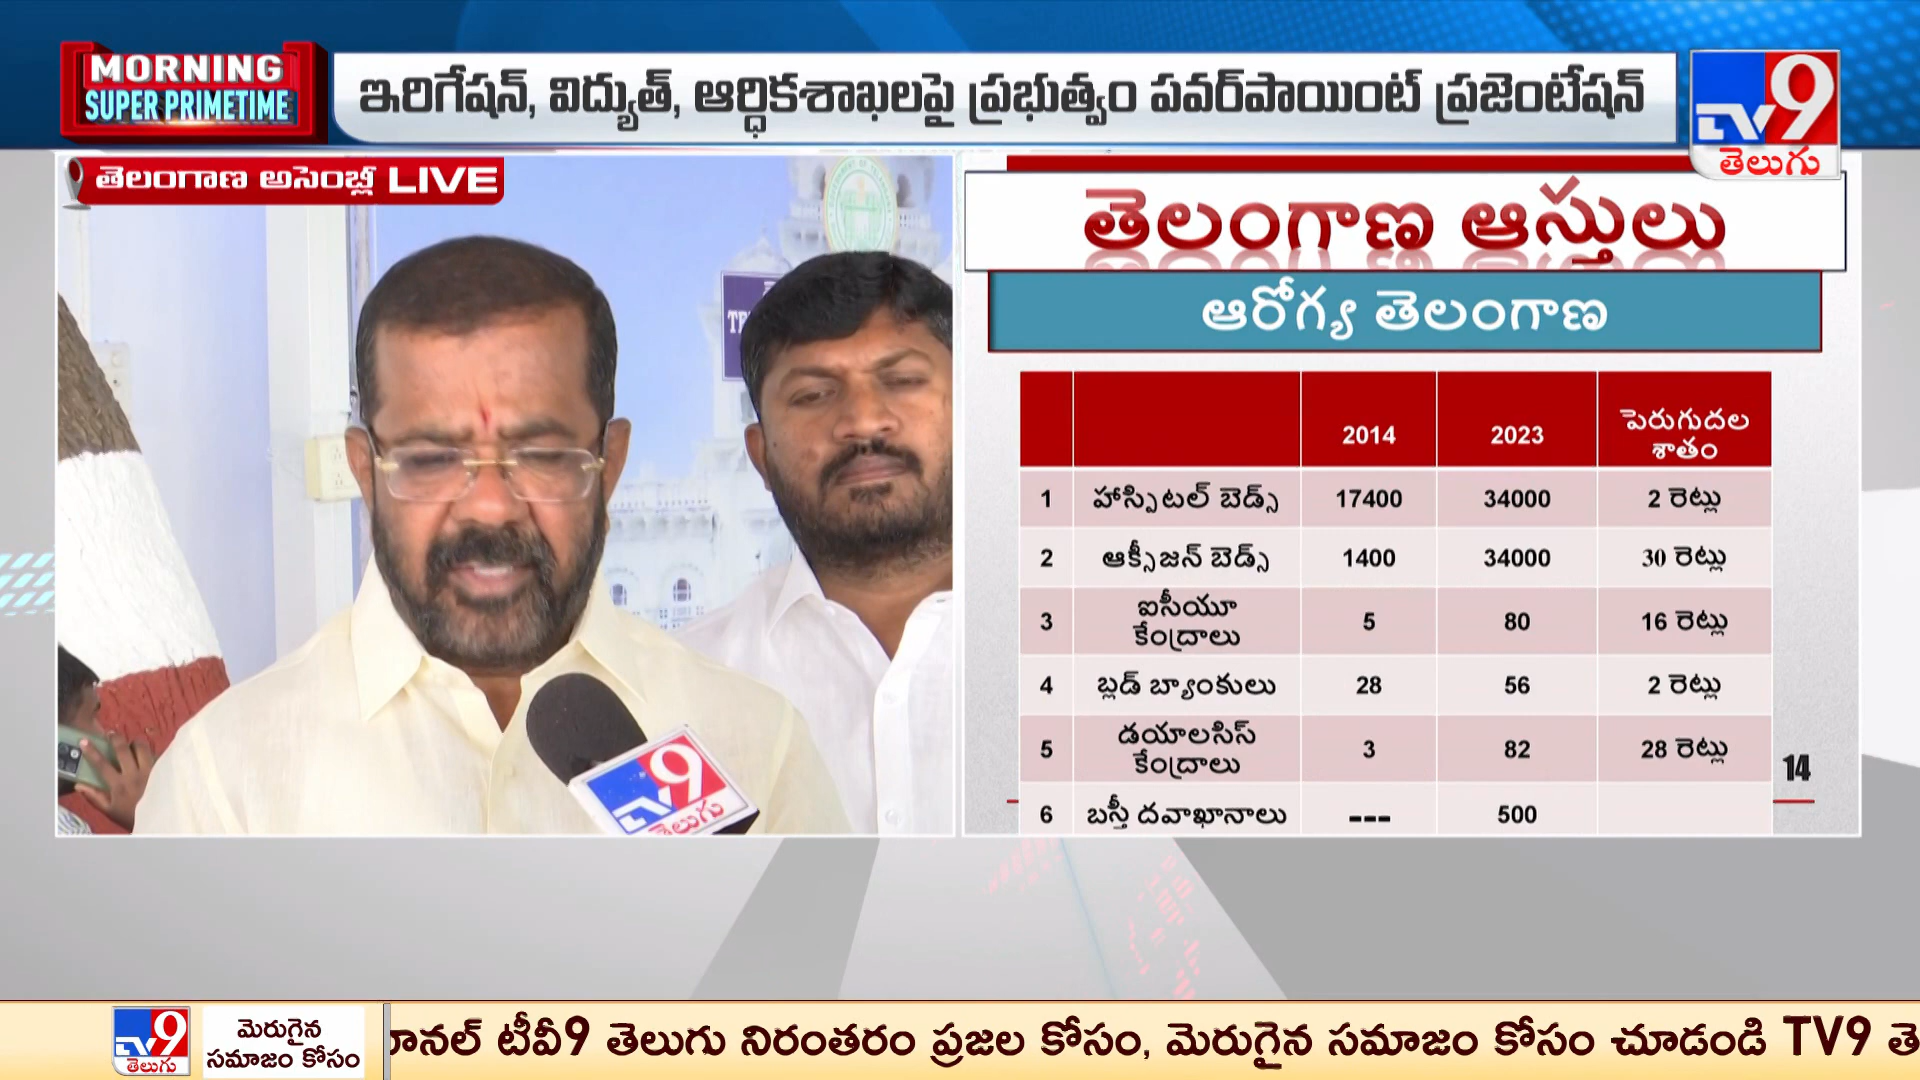 MORNING
SUPER PRIMETIME
ఇరిగేషన్, విద్యుత్, ఆర్ధికశాఖలపై ప్రభుత్వం పవర్‌పాయింట్ ప్రజెంటేషన్
TV9
తెలుగు
తెలంగాణ అసెంబ్లీ LIVE
తెలంగాణ ఆస్తులు
ఆరోగ్య తెలంగాణ
2014 2023 పెరుగుదల శాతం
1 హాస్పిటల్ బెడ్స్ 17400 34000 2 రెట్లు
2 ఆక్సీజన్ బెడ్స్ 1400 34000 30 రెట్లు
3 ఐసీయూ కేంద్రాలు 5 80 16 రెట్లు
4 బ్లడ్ బ్యాంకులు 28 56 2 రెట్లు
5 డయాలసిస్ కేంద్రాలు 3 82 28 రెట్లు
6 బస్తీ దవాఖానాలు --- 500
14
TV9
తెలుగు
TV9
తెలుగు
మెరుగైన
సమాజం కోసం
టీవీ9 తెలుగు నిరంతరం ప్రజల కోసం, మెరుగైన సమాజం కోసం చూడండి TV9